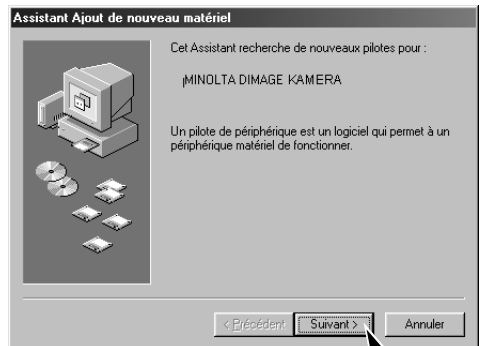 Assistant Ajout de nouveau matériel
Cet Assistant recherche de nouveaux pilotes pour :
MINOLTA DIMAGE KAMERA
Un pilote de périphérique est un logiciel qui permet à un
périphérique matériel de fonctionner.
< Précédent Suivant > Annuler